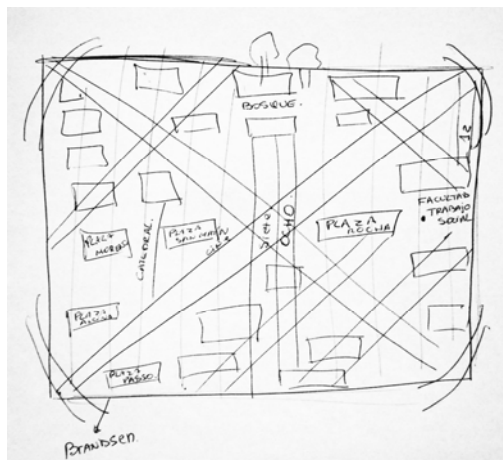 BOSQUE.
12
FACULTAD
TRABAJO
SOCIAL
PLAZA
ROCHA
SIETE
OCHO
PLAZA
SAN MARTIN
CATEDRAL.
PLAZA
MORENO
PLAZA
ALSINA
PLAZA
PASSO.
BRANDSEN.